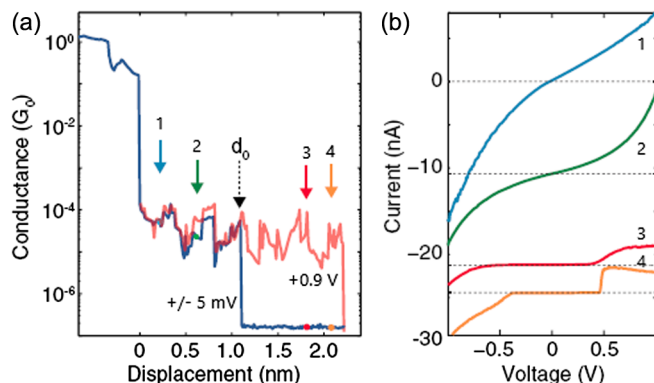 (a)
Conductance (G₀)
10⁰
10⁻²
10⁻⁴
10⁻⁶
1
2
d₀
3
4
+/- 5 mV
+0.9 V
0
0.5
1.0
1.5
2.0
Displacement (nm)
(b)
Current (nA)
0
−10
−20
-30
1
2
3
4
−0.5
0
0.5
Voltage (V)